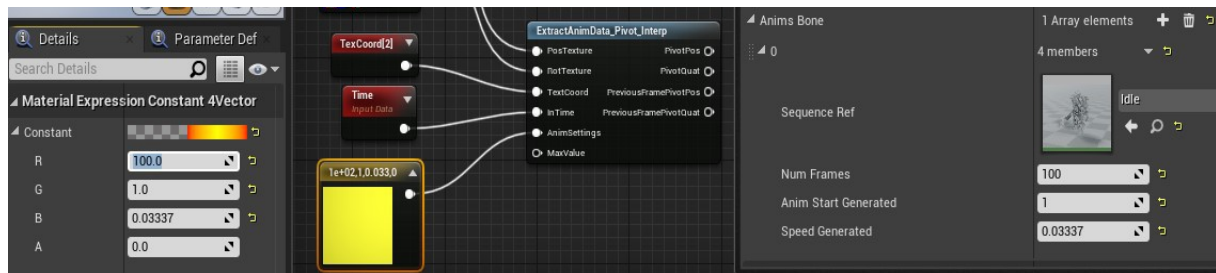 Details
Parameter Def
Search Details
Material Expression Constant 4Vector
Constant
R
100.0
G
1.0
B
0.03337
A
0.0
TexCoord[2]
Time
Input Data
1e+02,1,0.033,0
ExtractAnimData_Pivot_Interp
PosTexture
PivotPos
RotTexture
PivotQuat
TextCoord
PreviousFramePivotPos
InTime
PreviousFramePivotQuat
AnimSettings
MaxValue
Anims Bone
1 Array elements
0
4 members
Sequence Ref
Idle
Num Frames
100
Anim Start Generated
1
Speed Generated
0.03337